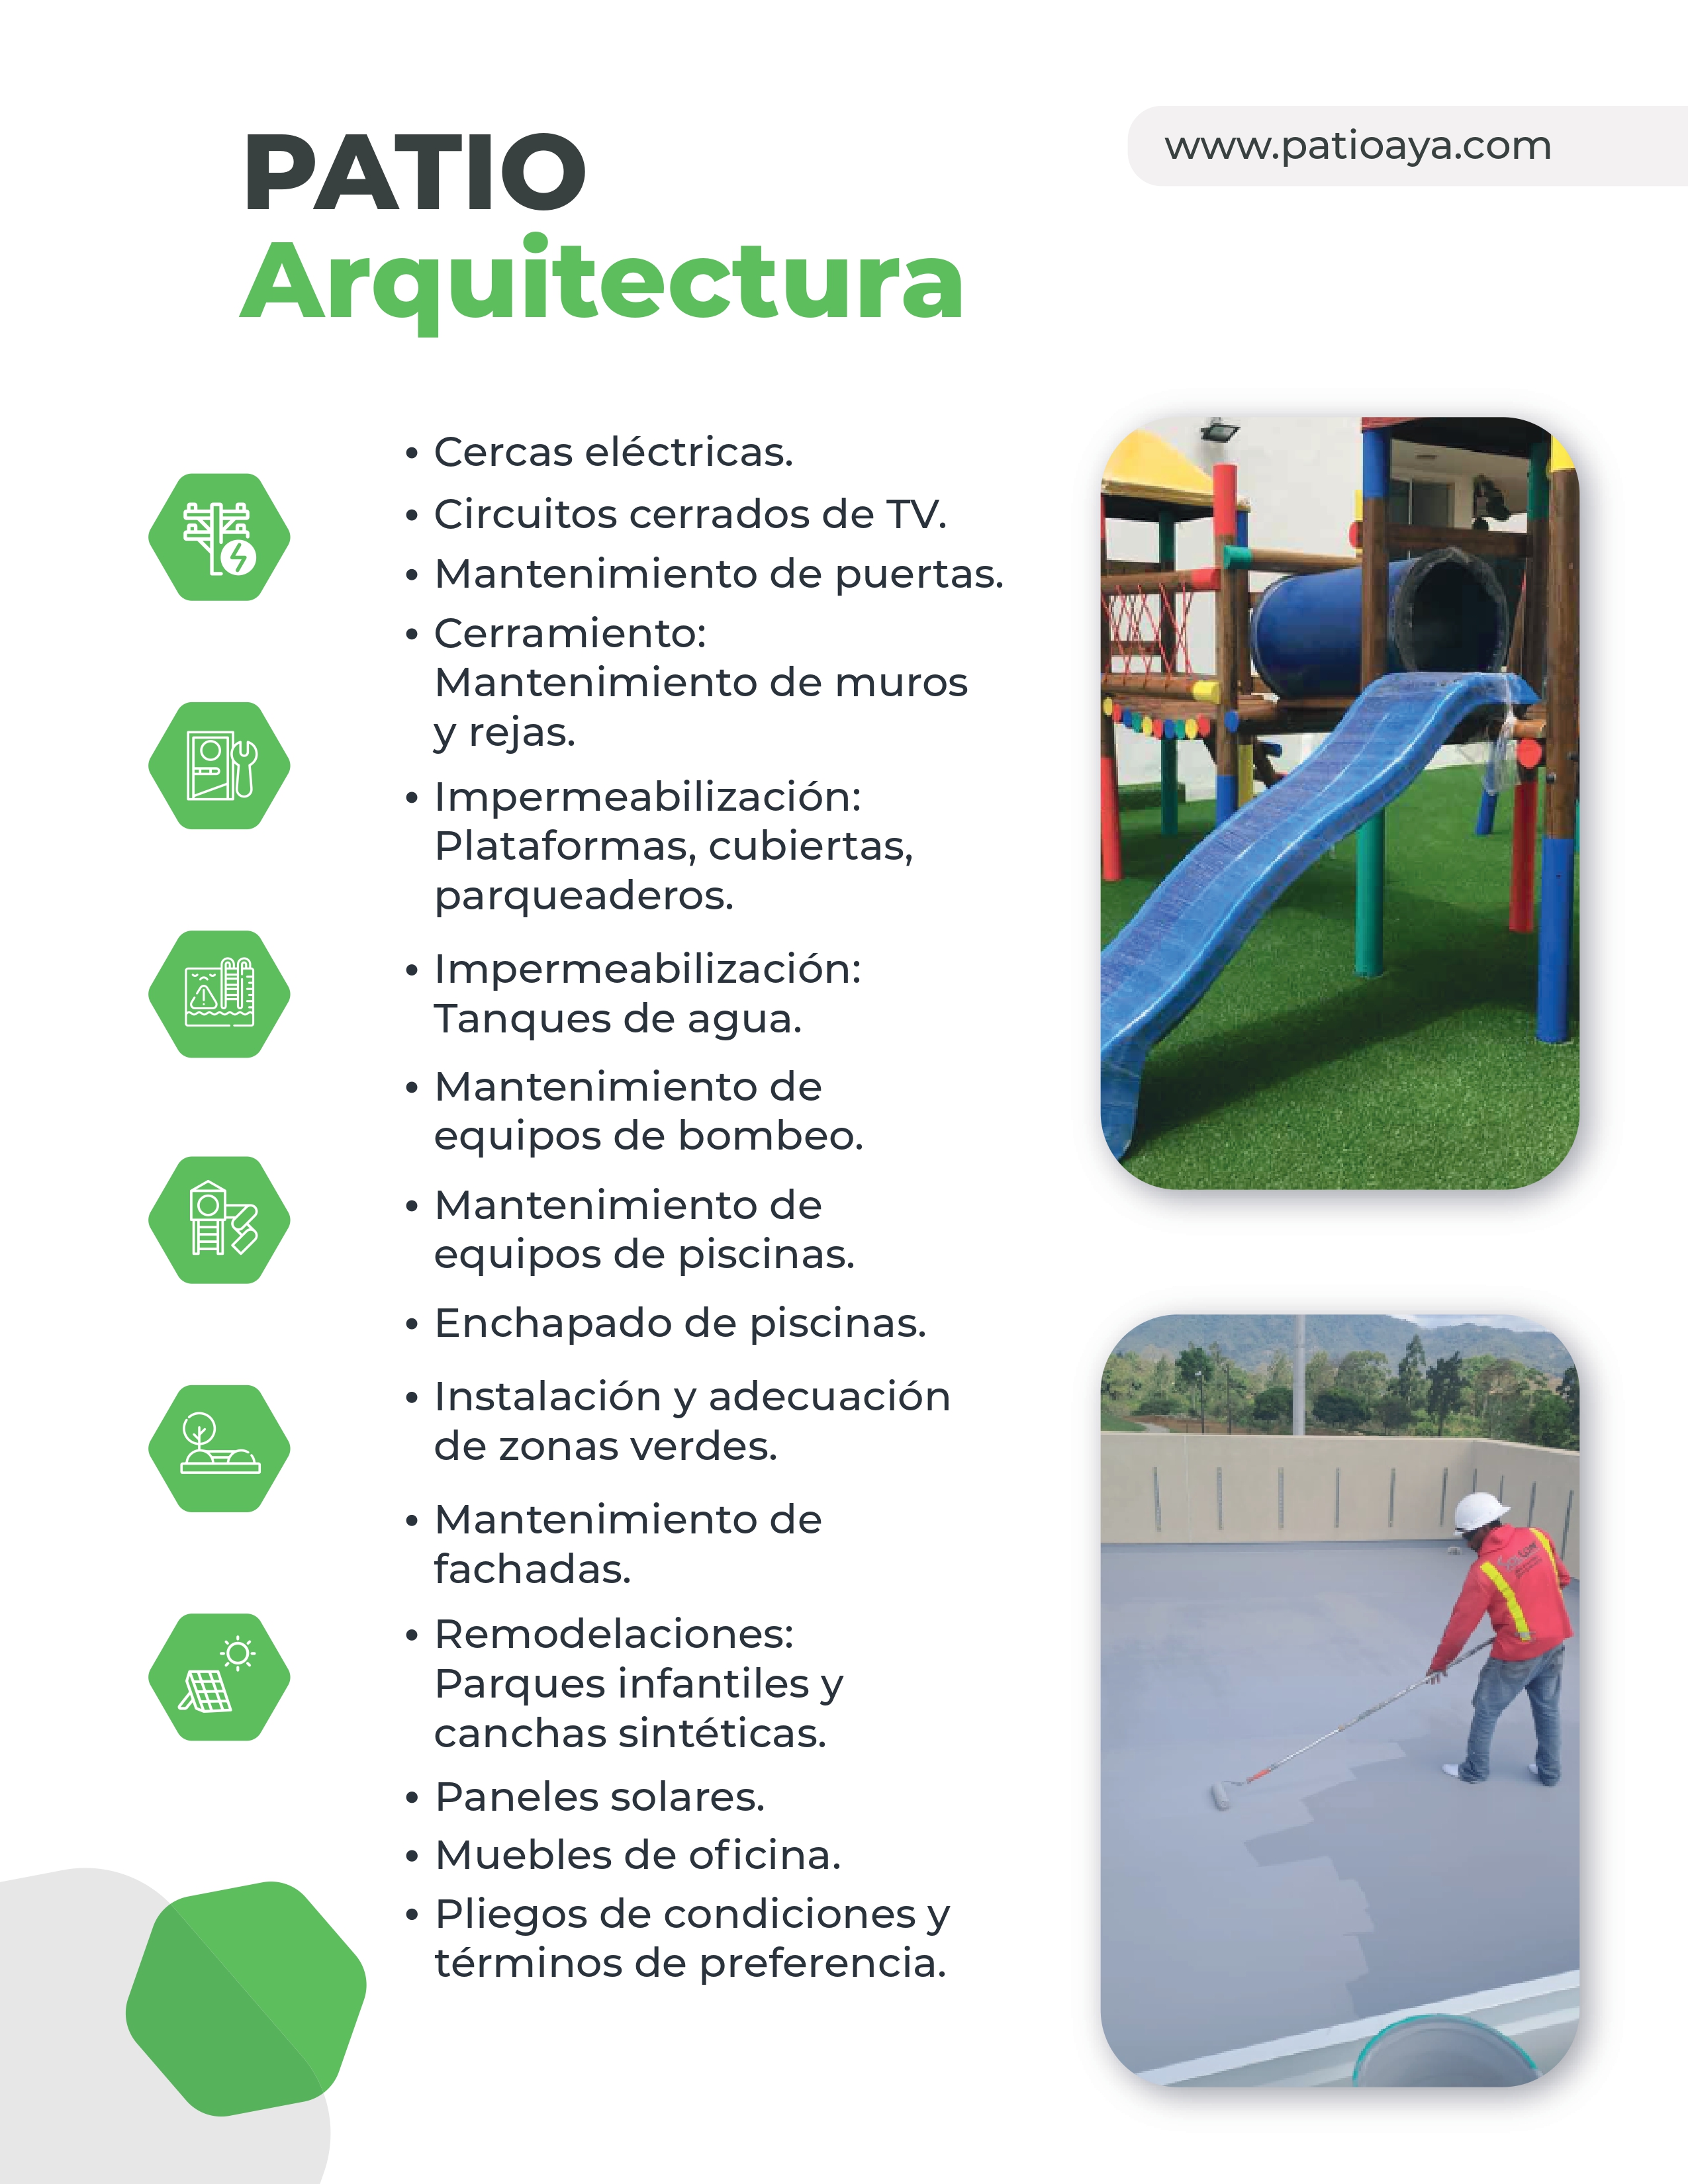 PATIO
Arquitectura
www.patioaya.com
• Cercas eléctricas.
• Circuitos cerrados de TV.
• Mantenimiento de puertas.
• Cerramiento:
Mantenimiento de muros
y rejas.
• Impermeabilización:
Plataformas, cubiertas,
parqueaderos.
• Impermeabilización:
Tanques de agua.
• Mantenimiento de
equipos de bombeo.
• Mantenimiento de
equipos de piscinas.
• Enchapado de piscinas.
• Instalación y adecuación
de zonas verdes.
• Mantenimiento de
fachadas.
• Remodelaciones:
Parques infantiles y
canchas sintéticas.
• Paneles solares.
• Muebles de oficina.
• Pliegos de condiciones y
términos de preferencia.